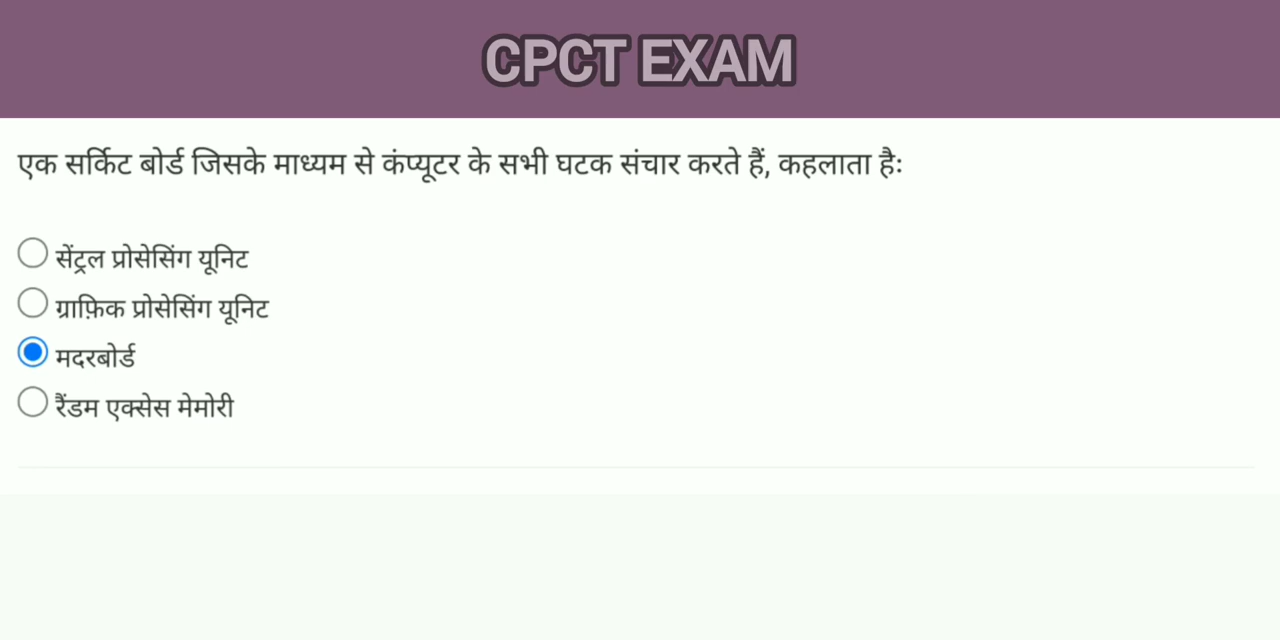 CPCT EXAM
एक सर्किट बोर्ड जिसके माध्यम से कंप्यूटर के सभी घटक संचार करते हैं, कहलाता हैः
सेंट्रल प्रोसेसिंग यूनिट
ग्राफ़िक प्रोसेसिंग यूनिट
मदरबोर्ड
रैंडम एक्सेस मेमोरी